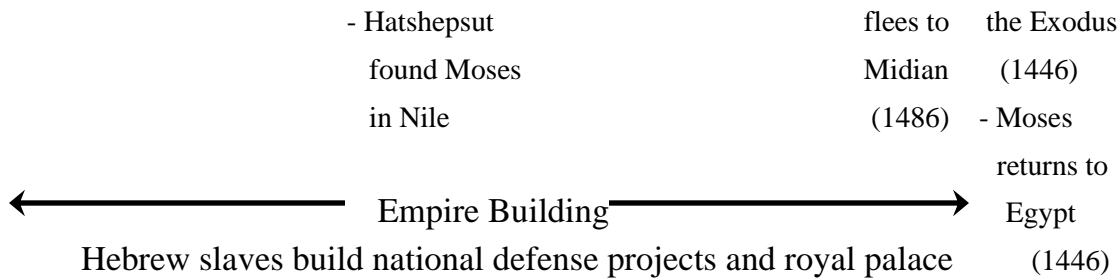 - Hatshepsut flees to the Exodus
found Moses Midian (1446)
in Nile (1486) - Moses
returns to
Empire Building Egypt
Hebrew slaves build national defense projects and royal palace (1446)